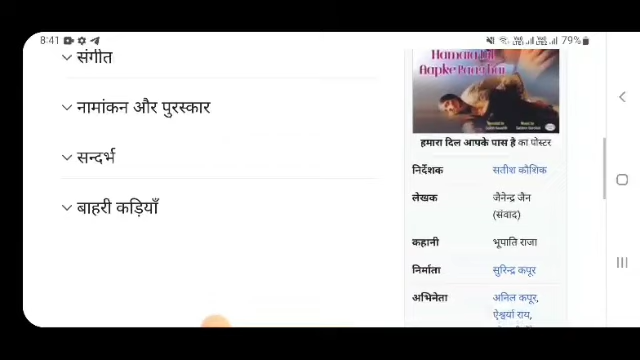 8:41
79%
संगीत
नामांकन और पुरस्कार
सन्दर्भ
बाहरी कड़ियाँ
Hamara Dil
Aapke Paas Hai
हमारा दिल आपके पास है का पोस्टर
निर्देशक सतीश कौशिक
लेखक जैनेन्द्र जैन
(संवाद)
कहानी भूपाति राजा
निर्माता सुरिन्द्र कपूर
अभिनेता अनिल कपूर,
ऐश्वर्या राय,